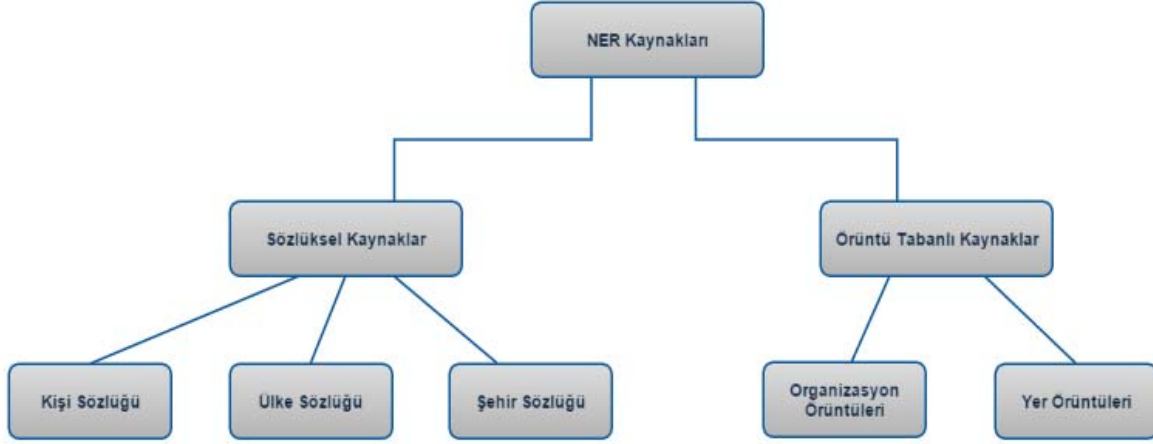 NER Kaynakları
Sözlüksel Kaynaklar
Örüntü Tabanlı Kaynaklar
Kişi Sözlüğü
Ülke Sözlüğü
Şehir Sözlüğü
Organizasyon
Örüntüleri
Yer Örüntüleri